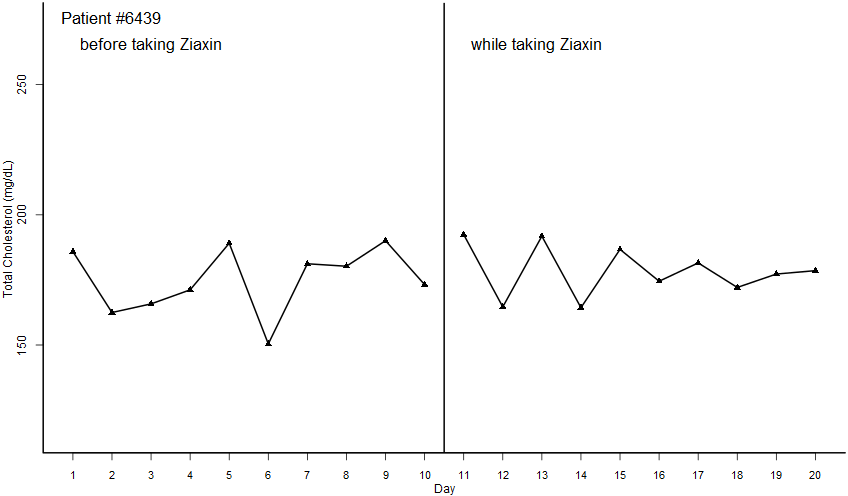 Patient #6439
before taking Ziaxin
while taking Ziaxin
Total Cholesterol (mg/dL)
250
200
150
1 2 3 4 5 6 7 8 9 10 11 12 13 14 15 16 17 18 19 20
Day